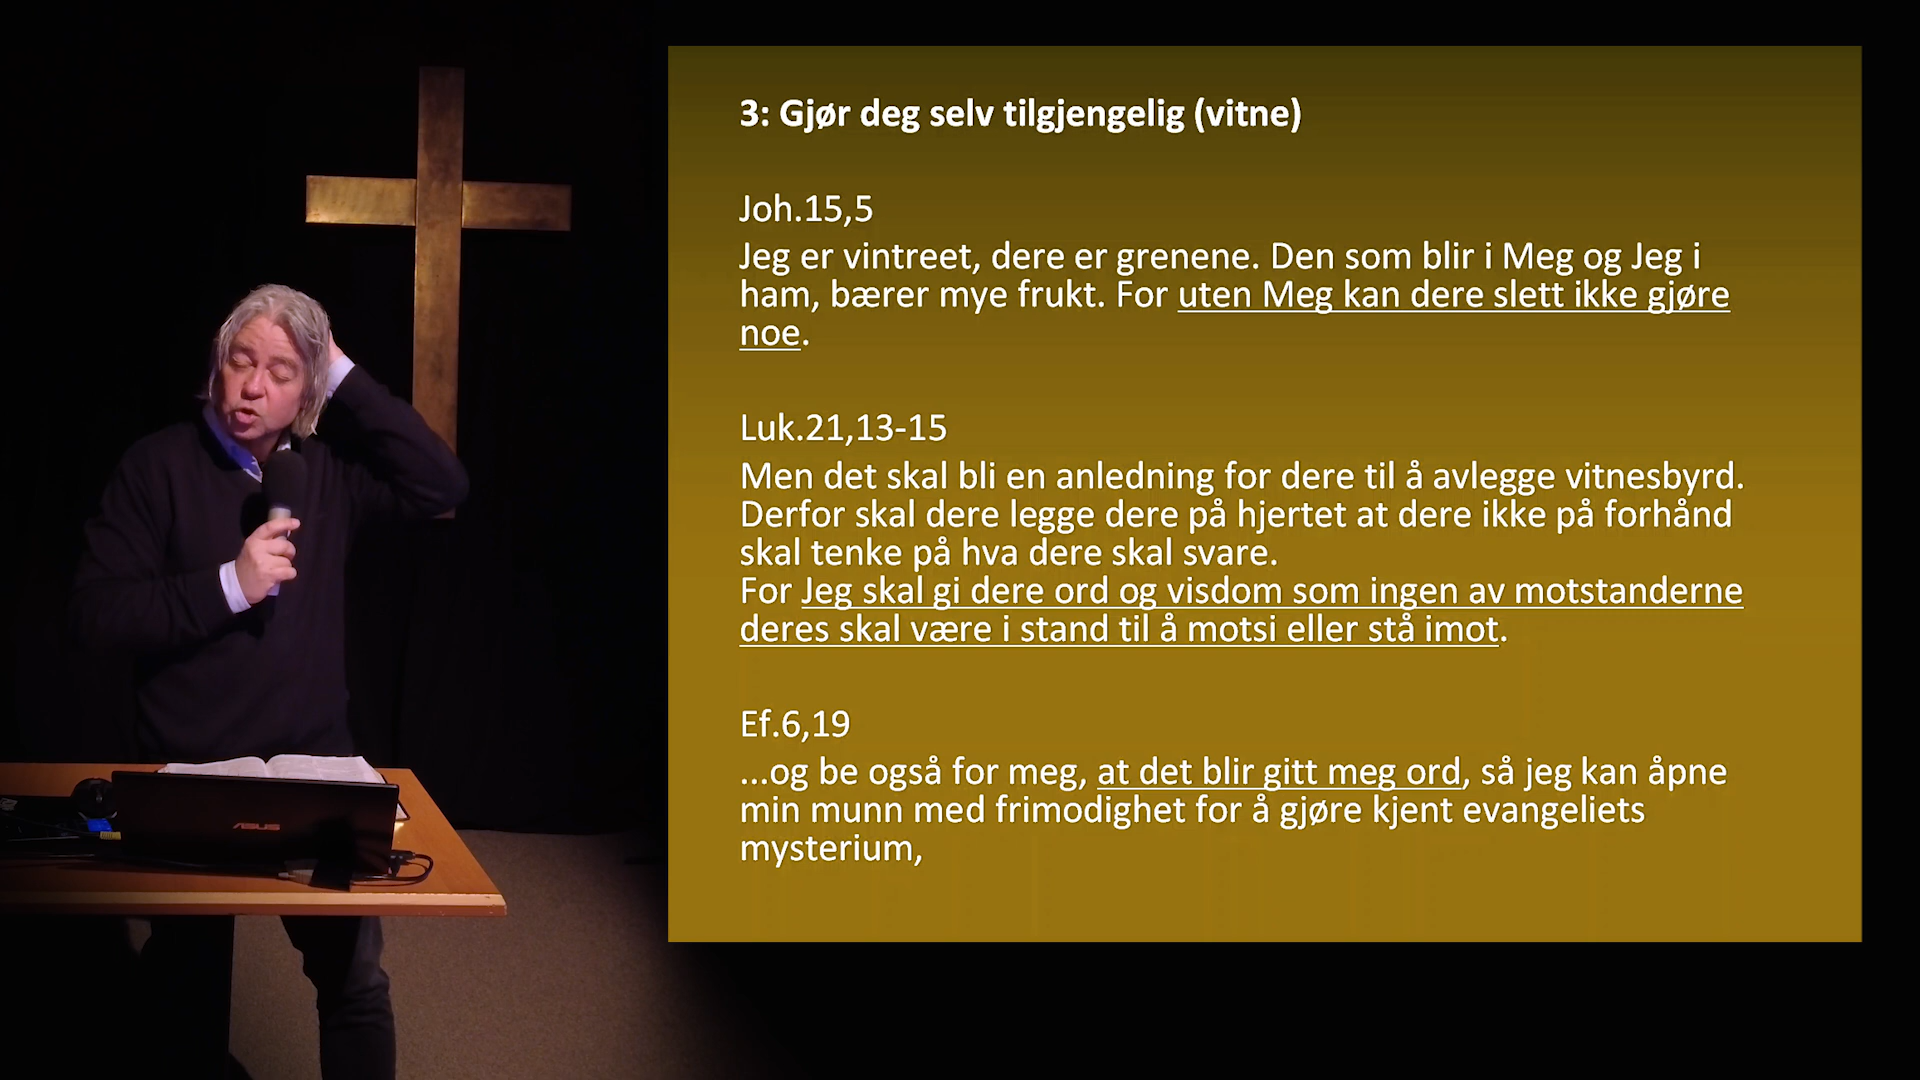 3: Gjør deg selv tilgjengelig (vitne)
Joh.15,5
Jeg er vintreet, dere er grenene. Den som blir i Meg og Jeg i
ham, bærer mye frukt. For uten Meg kan dere slett ikke gjøre
noe.
Luk.21,13-15
Men det skal bli en anledning for dere til å avlegge vitnesbyrd.
Derfor skal dere legge dere på hjertet at dere ikke på forhånd
skal tenke på hva dere skal svare.
For Jeg skal gi dere ord og visdom som ingen av motstanderne
deres skal være i stand til å motsi eller stå imot.
Ef.6,19
...og be også for meg, at det blir gitt meg ord, så jeg kan åpne
min munn med frimodighet for å gjøre kjent evangeliets
mysterium,
ASUS